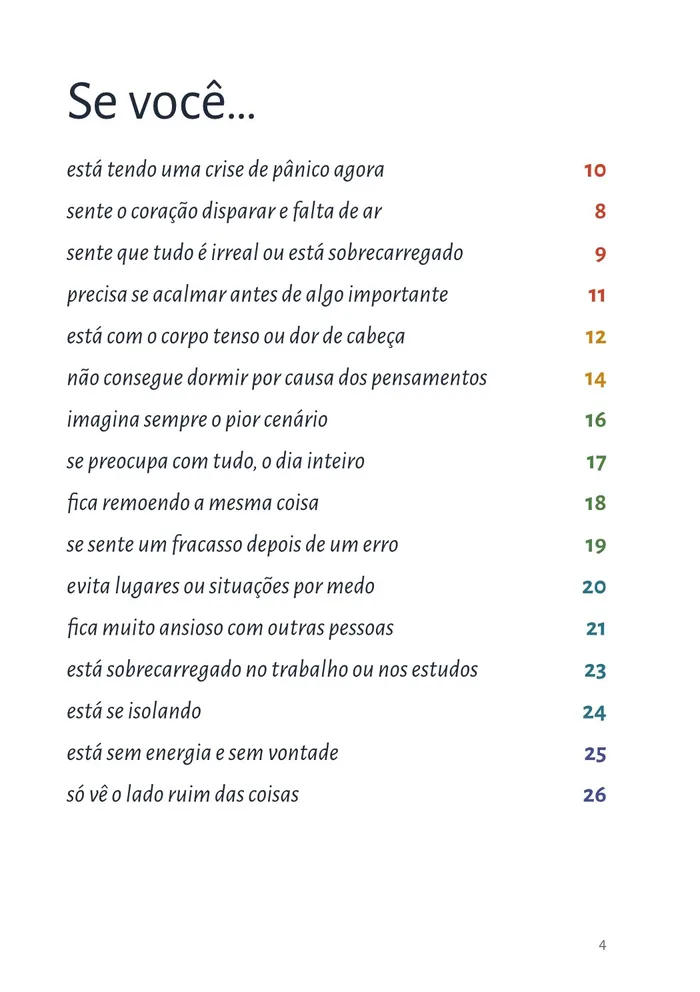 Se você...
está tendo uma crise de pânico agora 10
sente o coração disparar e falta de ar 8
sente que tudo é irreal ou está sobrecarregado 9
precisa se acalmar antes de algo importante 11
está com o corpo tenso ou dor de cabeça 12
não consegue dormir por causa dos pensamentos 14
imagina sempre o pior cenário 16
se preocupa com tudo, o dia inteiro 17
fica remoendo a mesma coisa 18
se sente um fracasso depois de um erro 19
evita lugares ou situações por medo 20
fica muito ansioso com outras pessoas 21
está sobrecarregado no trabalho ou nos estudos 23
está se isolando 24
está sem energia e sem vontade 25
só vê o lado ruim das coisas 26
4